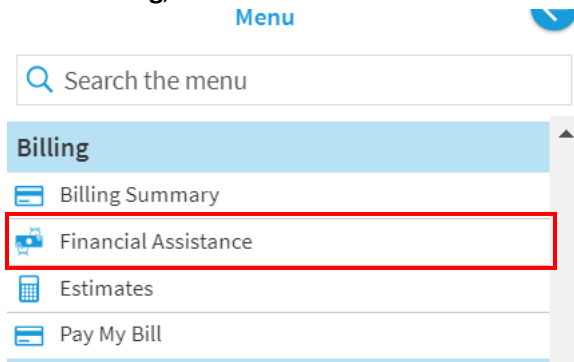 Menu
Search the menu
Billing
Billing Summary
Financial Assistance
Estimates
Pay My Bill